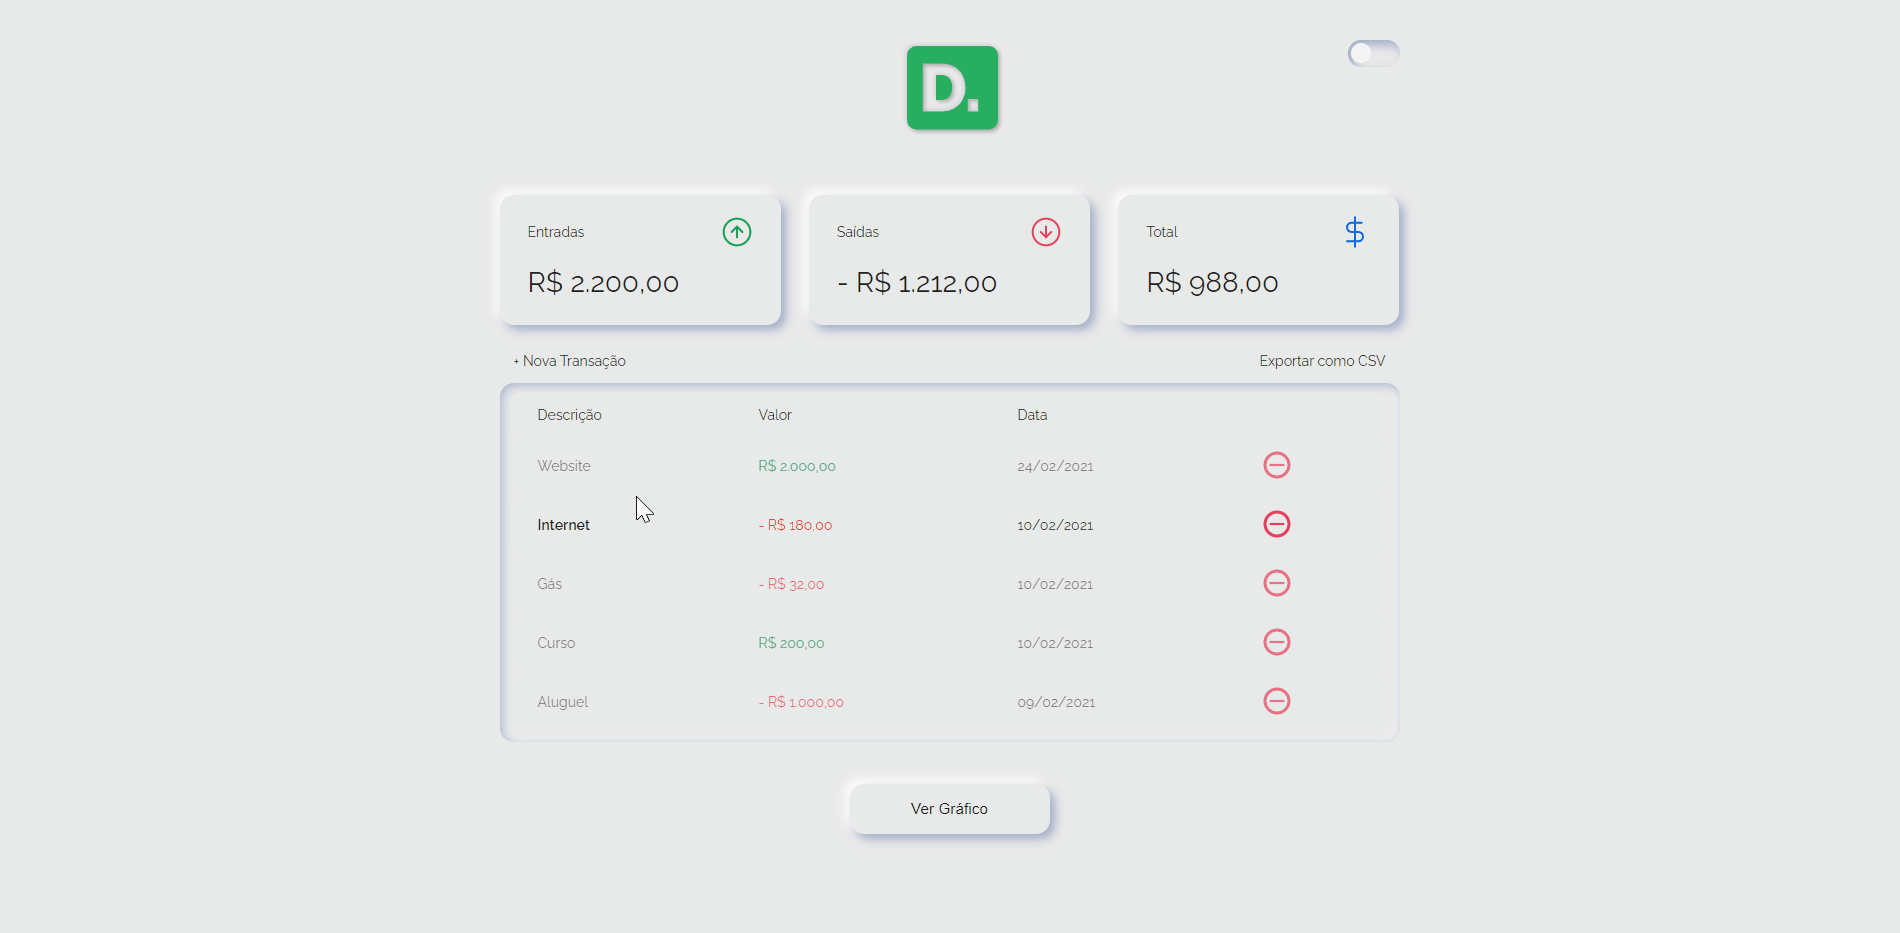 D.
Entradas
R$ 2.200,00
Saídas
- R$ 1.212,00
Total
$
R$ 988,00
+ Nova Transação
Exportar como CSV
Descrição Valor Data
Website R$ 2.000,00 24/02/2021
Internet - R$ 180,00 10/02/2021
Gás - R$ 32,00 10/02/2021
Curso R$ 200,00 10/02/2021
Aluguel - R$ 1.000,00 09/02/2021
Ver Gráfico